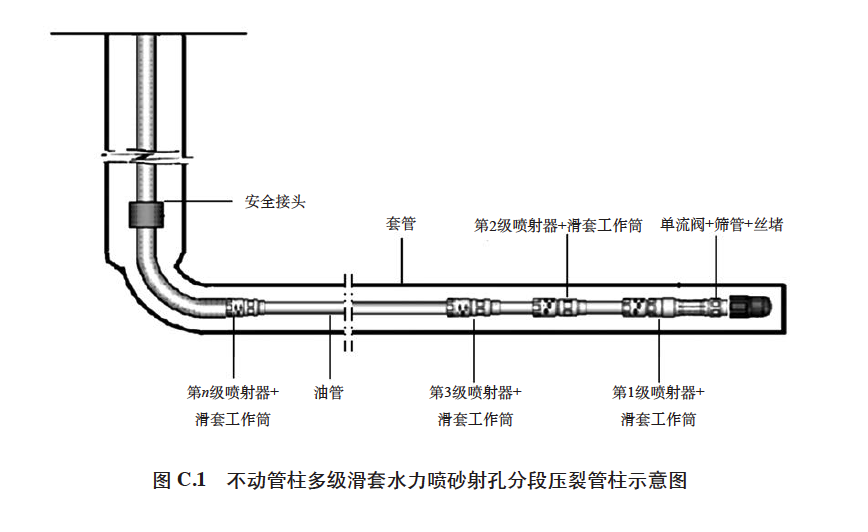 安全接头
套管
第2级喷射器+滑套工作筒
单流阀+筛管+丝堵
第n级喷射器+
滑套工作筒
油管
第3级喷射器+
滑套工作筒
第1级喷射器+
滑套工作筒
图 C.1 不动管柱多级滑套水力喷砂射孔分段压裂管柱示意图